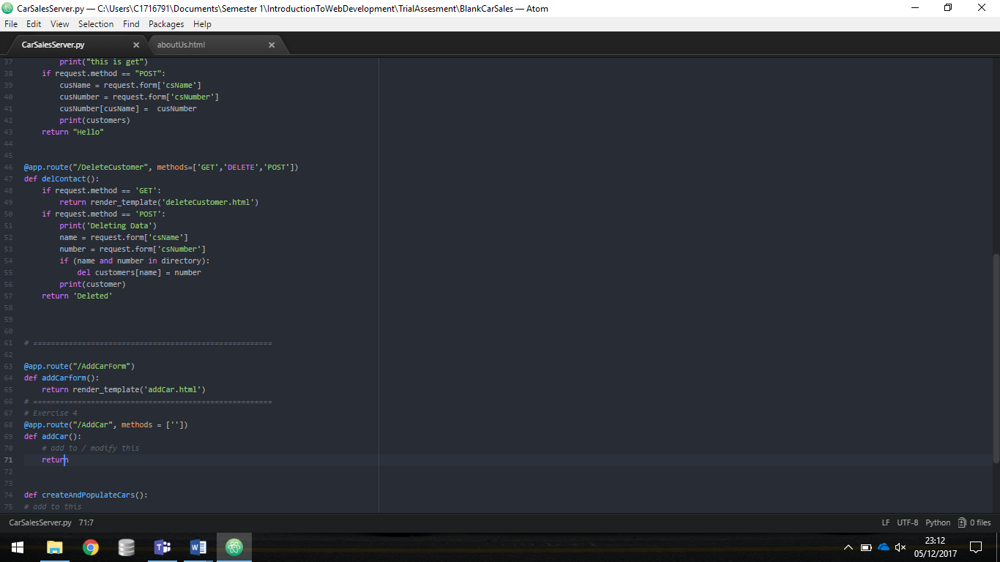 CarSalesServer.py — C:\Users\C1716791\Documents\Semester 1\IntroductionToWebDevelopment\TrialAssesment\BlankCarSales — Atom
File Edit View Selection Find Packages Help
CarSalesServer.py aboutUs.html
37 print("this is get")
38 if request.method == "POST":
39 cusName = request.form['csName']
40 cusNumber = request.form['csNumber']
41 cusNumber[cusName] =  cusNumber
42 print(customers)
43 return "Hello"
44
45
46 @app.route("/DeleteCustomer", methods=['GET','DELETE','POST'])
47 def delContact():
48 if request.method == 'GET':
49 return render_template('deleteCustomer.html')
50 if request.method == 'POST':
51 print('Deleting Data')
52 name = request.form['csName']
53 number = request.form['csNumber']
54 if (name and number in directory):
55 del customers[name] = number
56 print(customer)
57 return 'Deleted'
58
59
60
61 # ======================================================
62
63 @app.route("/AddCarForm")
64 def addCarform():
65 return render_template('addCar.html')
66 # ======================================================
67 # Exercise 4
68 @app.route("/AddCar", methods = [''])
69 def addCar():
70 # add to / modify this
71 return
72
73
74 def createAndPopulateCars():
75 # add to this
CarSalesServer.py 71:7 LF UTF-8 Python 0 files
23:12
05/12/2017